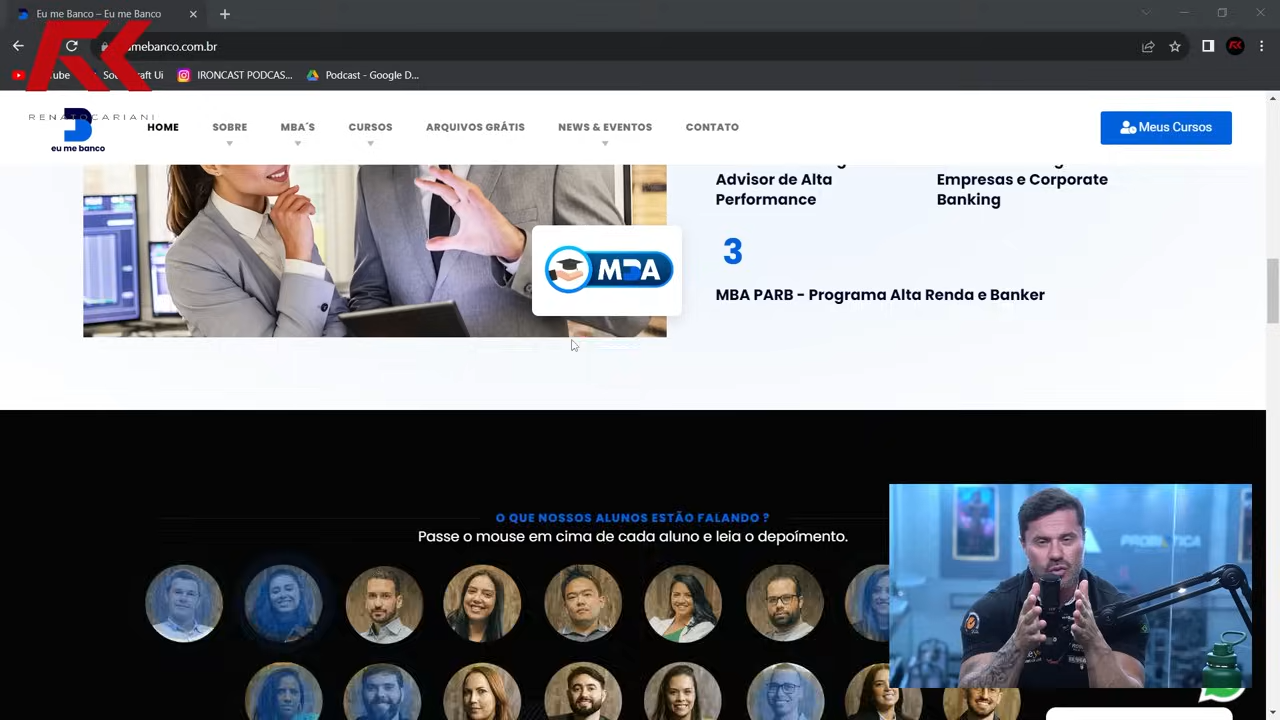 Eu me Banco – Eu me Banco
mebanco.com.br
IRONCAST PODCAS...
Podcast - Google D...
RENATO CARIANI
eu me banco
HOME
SOBRE
MBA´S
CURSOS
ARQUIVOS GRÁTIS
NEWS & EVENTOS
CONTATO
Meus Cursos
Advisor de Alta
Performance
Empresas e Corporate
Banking
MBA
3
MBA PARB - Programa Alta Renda e Banker
O QUE NOSSOS ALUNOS ESTÃO FALANDO ?
Passe o mouse em cima de cada aluno e leia o depoímento.
PROBIÓTICA